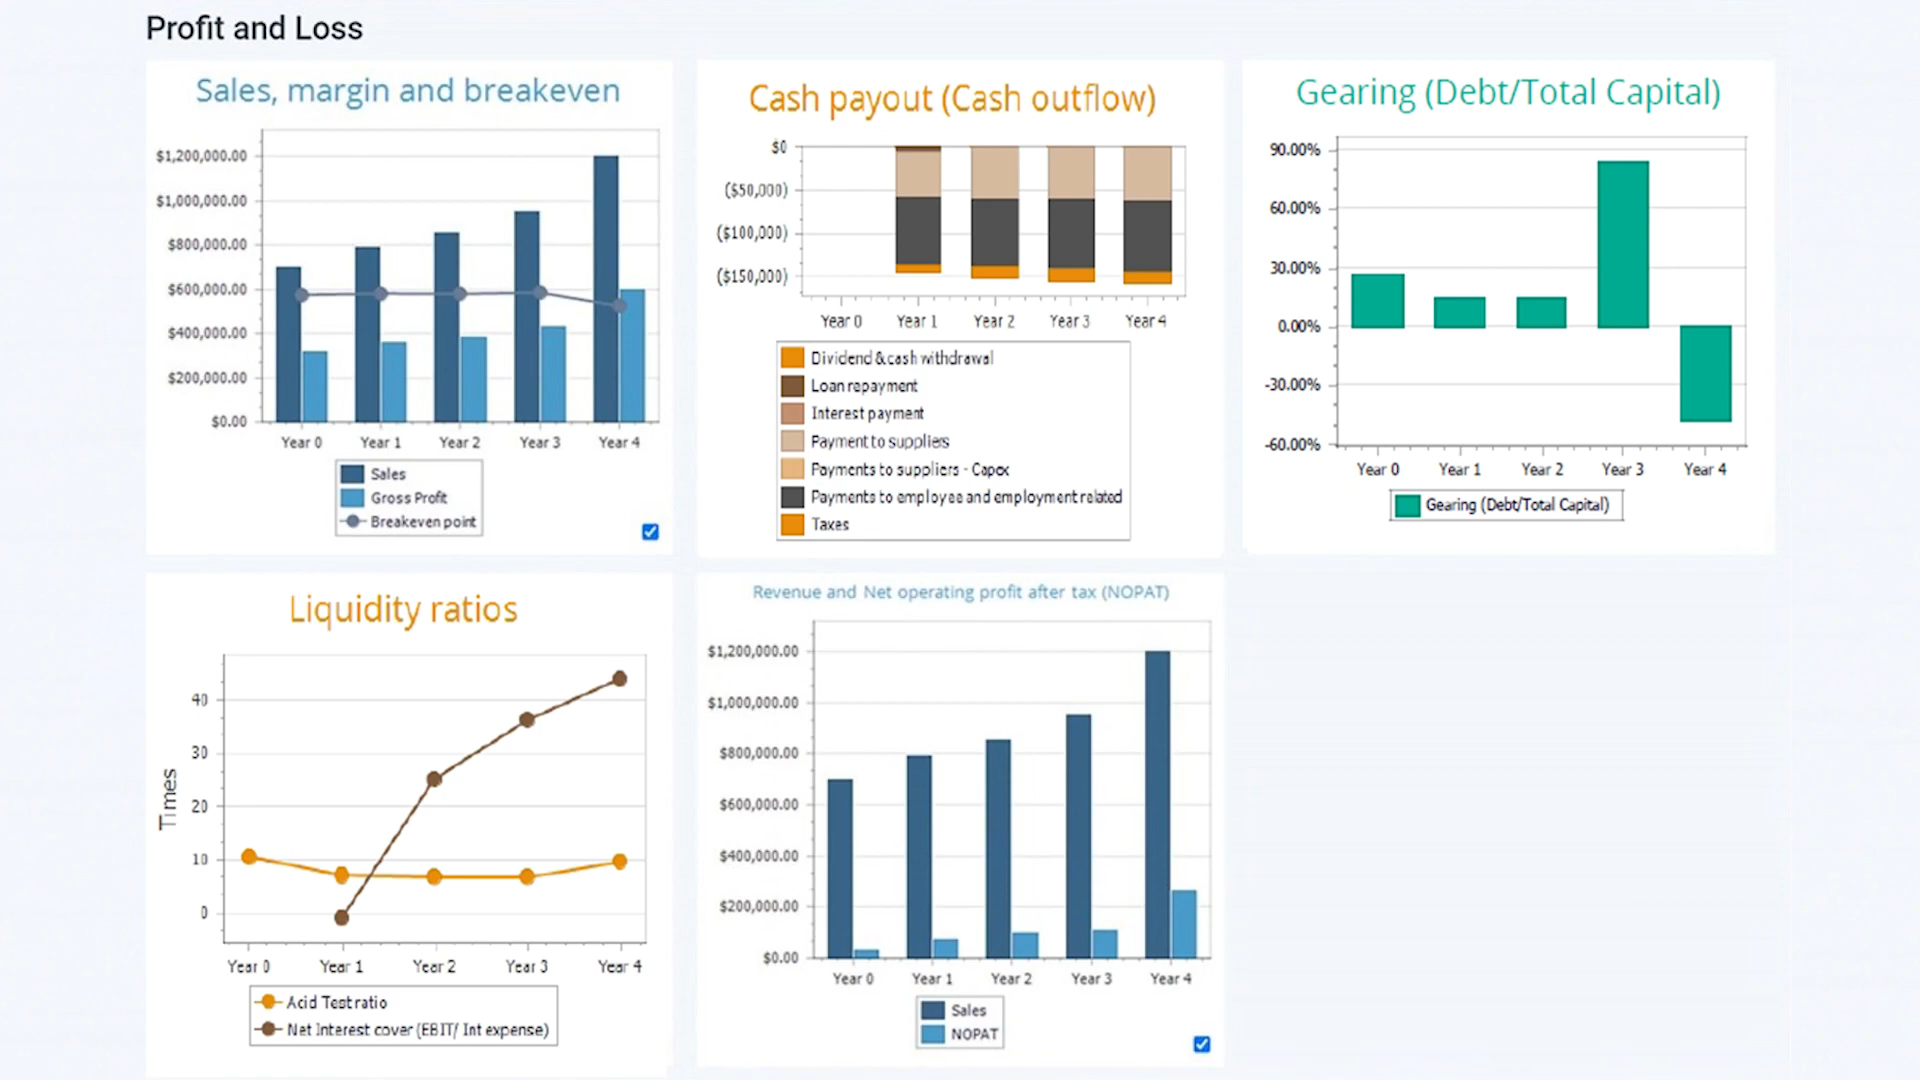 Profit and Loss
Sales, margin and breakeven
$1,200,000.00
$1,000,000.00
$800,000.00
$600,000.00
$400,000.00
$200,000.00
$0.00
Year 0 Year 1 Year 2 Year 3 Year 4
Sales
Gross Profit
Breakeven point
Cash payout (Cash outflow)
$0
($50,000)
($100,000)
($150,000)
Year 0 Year 1 Year 2 Year 3 Year 4
Dividend & cash withdrawal
Loan repayment
Interest payment
Payment to suppliers
Payments to suppliers - Capex
Payments to employee and employment related
Taxes
Gearing (Debt/Total Capital)
90.00%
60.00%
30.00%
0.00%
-30.00%
-60.00%
Year 0 Year 1 Year 2 Year 3 Year 4
Gearing (Debt/Total Capital)
Liquidity ratios
Times
40
30
20
10
0
Year 0 Year 1 Year 2 Year 3 Year 4
Acid Test ratio
Net Interest cover (EBIT/ Int expense)
Revenue and Net operating profit after tax (NOPAT)
$1,200,000.00
$1,000,000.00
$800,000.00
$600,000.00
$400,000.00
$200,000.00
$0.00
Year 0 Year 1 Year 2 Year 3 Year 4
Sales
NOPAT